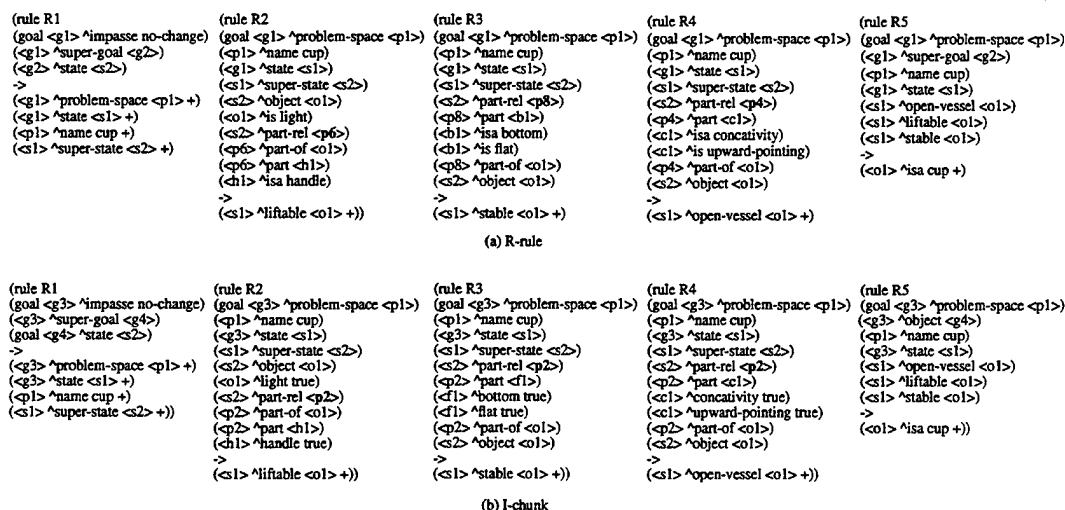 (rule R1
(goal <g1> ^impasse no-change)
(<g1> ^super-goal <g2>)
(<g2> ^state <s2>)
->
(<g1> ^problem-space <p1> +)
(<g1> ^state <s1> +)
(<p1> ^name cup +)
(<s1> ^super-state <s2> +)
(rule R2
(goal <g1> ^problem-space <p1>)
(<p1> ^name cup)
(<g1> ^state <s1>)
(<s1> ^super-state <s2>)
(<s2> ^object <o1>)
(<o1> ^is light)
(<s2> ^part-rel <p6>)
(<p6> ^part-of <o1>)
(<p6> ^part <h1>)
(<h1> ^isa handle)
->
(<s1> ^liftable <o1> +))
(rule R3
(goal <g1> ^problem-space <p1>)
(<p1> ^name cup)
(<g1> ^state <s1>)
(<s1> ^super-state <s2>)
(<s2> ^part-rel <p8>)
(<p8> ^part <b1>)
(<b1> ^isa bottom)
(<b1> ^is flat)
(<p8> ^part-of <o1>)
(<s2> ^object <o1>)
->
(<s1> ^stable <o1> +)
(rule R4
(goal <g1> ^problem-space <p1>)
(<p1> ^name cup)
(<g1> ^state <s1>)
(<s1> ^super-state <s2>)
(<s2> ^part-rel <p4>)
(<p4> ^part <c1>)
(<c1> ^isa concativity)
(<c1> ^is upward-pointing)
(<p4> ^part-of <o1>)
(<s2> ^object <o1>)
->
(<s1> ^open-vessel <o1> +)
(rule R5
(goal <g1> ^problem-space <p1>)
(<g1> ^super-goal <g2>)
(<p1> ^name cup)
(<g1> ^state <s1>)
(<s1> ^open-vessel <o1>)
(<s1> ^liftable <o1>)
(<s1> ^stable <o1>)
->
(<o1> ^isa cup +)
(a) R-rule
(rule R1
(goal <g3> ^impasse no-change)
(<g3> ^super-goal <g4>)
(goal <g4> ^state <s2>)
->
(<g3> ^problem-space <p1> +)
(<g3> ^state <s1> +)
(<p1> ^name cup +)
(<s1> ^super-state <s2> +))
(rule R2
(goal <g3> ^problem-space <p1>)
(<p1> ^name cup)
(<g3> ^state <s1>)
(<s1> ^super-state <s2>)
(<s2> ^object <o1>)
(<o1> ^light true)
(<s2> ^part-rel <p2>)
(<p2> ^part-of <o1>)
(<p2> ^part <h1>)
(<h1> ^handle true)
->
(<s1> ^liftable <o1> +))
(rule R3
(goal <g3> ^problem-space <p1>)
(<p1> ^name cup)
(<g3> ^state <s1>)
(<s1> ^super-state <s2>)
(<s2> ^part-rel <p2>)
(<p2> ^part <f1>)
(<f1> ^bottom true)
(<f1> ^flat true)
(<p2> ^part-of <o1>)
(<s2> ^object <o1>)
->
(<s1> ^stable <o1> +))
(rule R4
(goal <g3> ^problem-space <p1>)
(<p1> ^name cup)
(<g3> ^state <s1>)
(<s1> ^super-state <s2>)
(<s2> ^part-rel <p2>)
(<p2> ^part <c1>)
(<c1> ^concativity true)
(<c1> ^upward-pointing true)
(<p2> ^part-of <o1>)
(<s2> ^object <o1>)
->
(<s1> ^open-vessel <o1> +))
(rule R5
(goal <g3> ^problem-space <p1>)
(<g3> ^object <g4>)
(<p1> ^name cup)
(<g3> ^state <s1>)
(<s1> ^open-vessel <o1>)
(<s1> ^liftable <o1>)
(<s1> ^stable <o1>)
->
(<o1> ^isa cup +))
(b) I-chunk